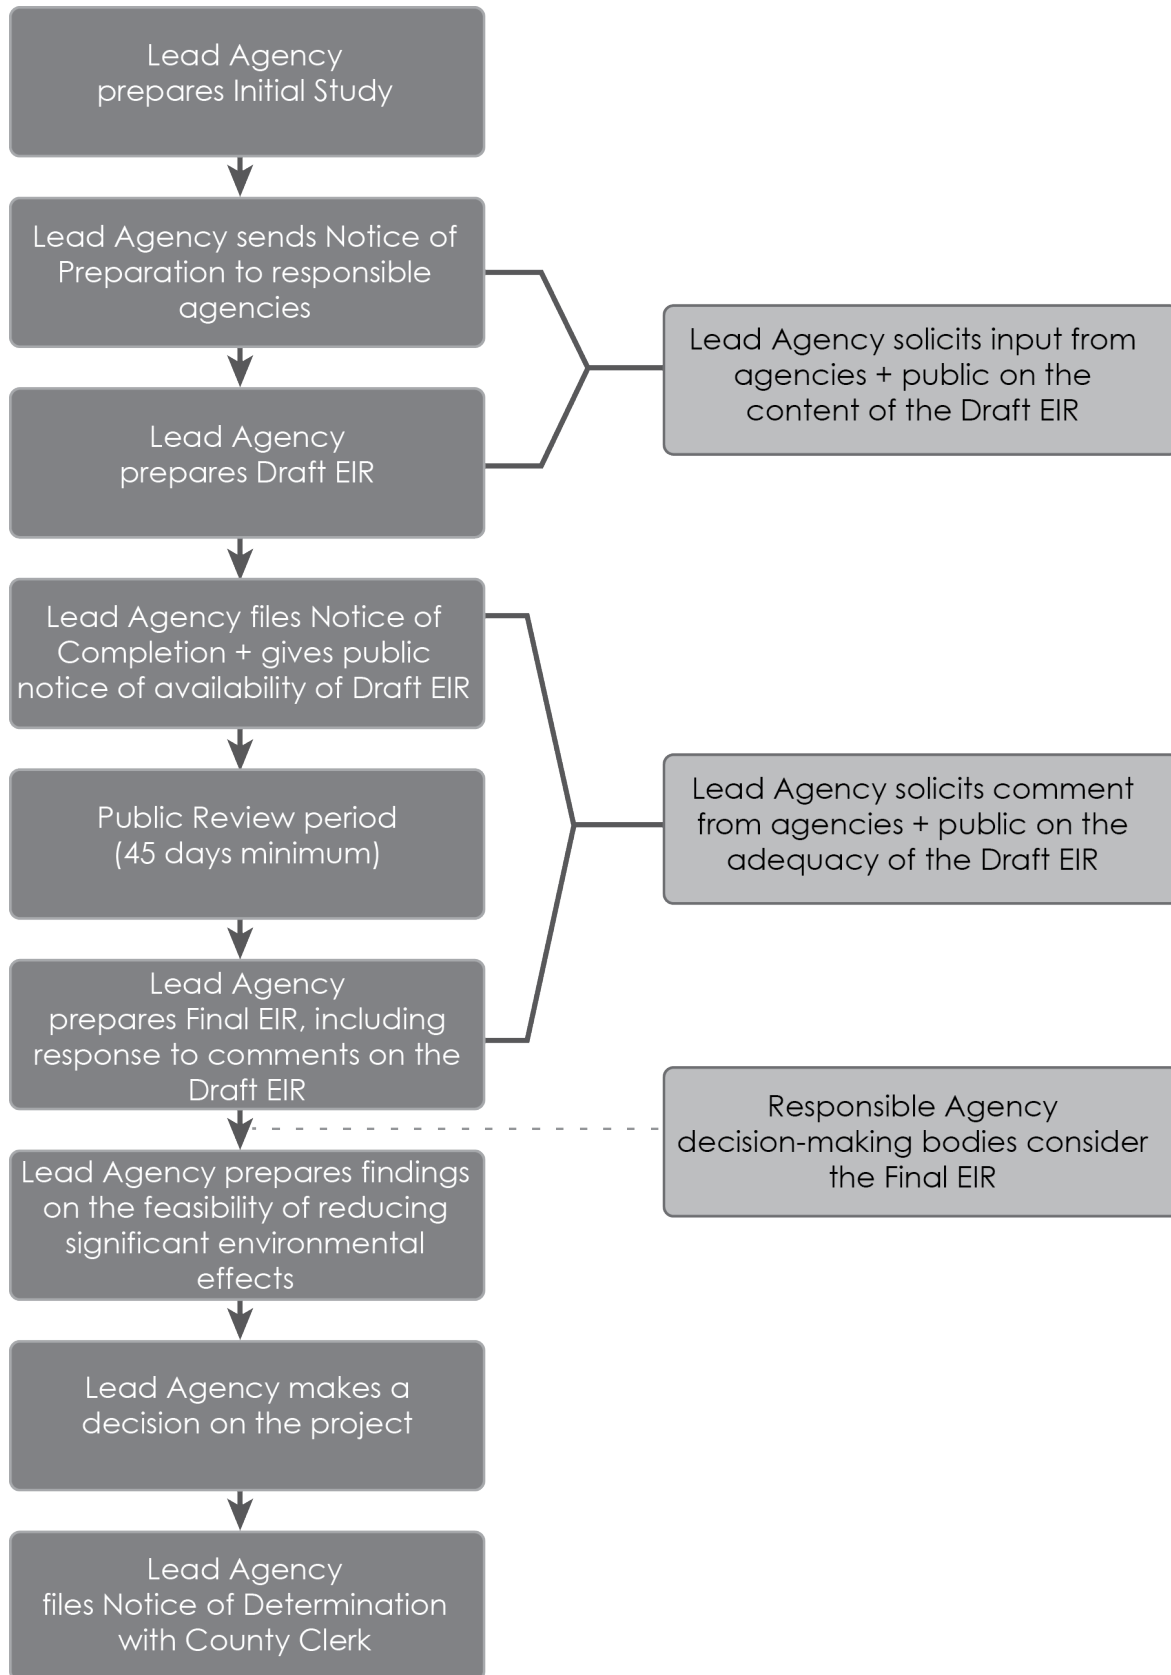 Lead Agency
prepares Initial Study
Lead Agency sends Notice of
Preparation to responsible
agencies
Lead Agency solicits input from
agencies + public on the
content of the Draft EIR
Lead Agency
prepares Draft EIR
Lead Agency files Notice of
Completion + gives public
notice of availability of Draft EIR
Public Review period
(45 days minimum)
Lead Agency solicits comment
from agencies + public on the
adequacy of the Draft EIR
Lead Agency
prepares Final EIR, including
response to comments on the
Draft EIR
Responsible Agency
decision-making bodies consider
the Final EIR
Lead Agency prepares findings
on the feasibility of reducing
significant environmental
effects
Lead Agency makes a
decision on the project
Lead Agency
files Notice of Determination
with County Clerk